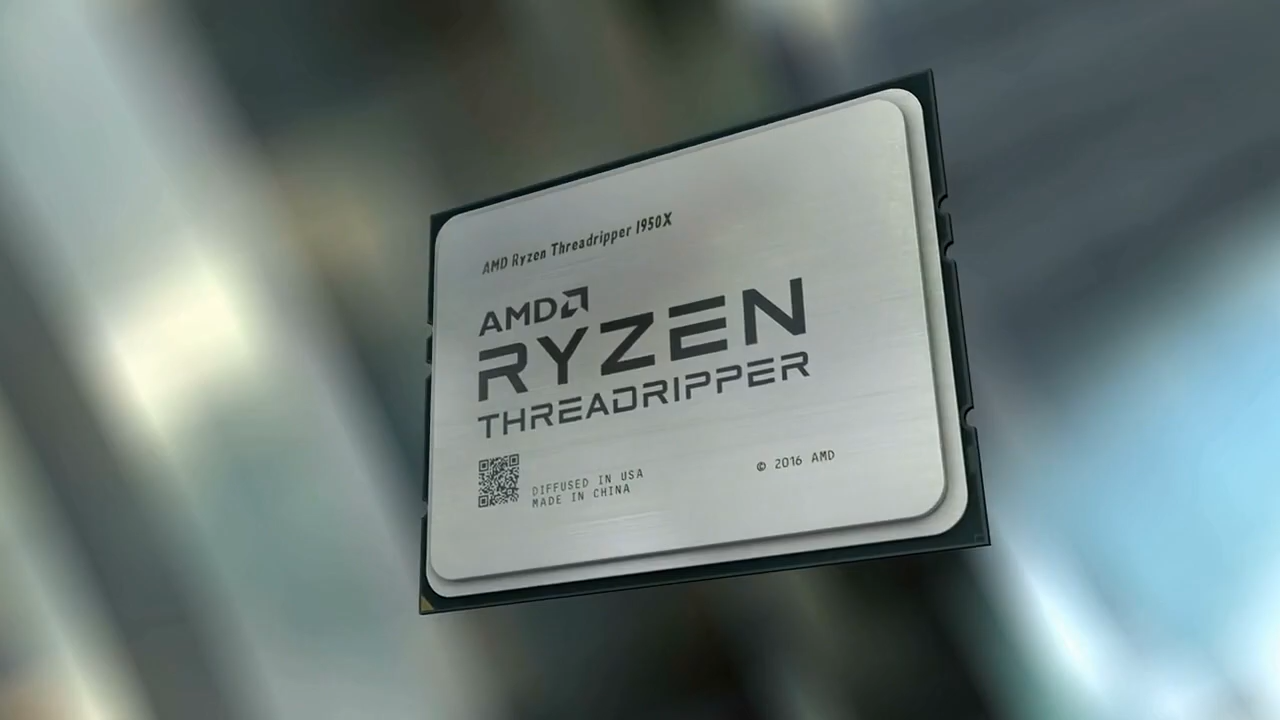 AMD Ryzen Threadripper 1950X
AMD
RYZEN
THREADRIPPER
DIFFUSED IN USA
MADE IN CHINA
© 2016 AMD